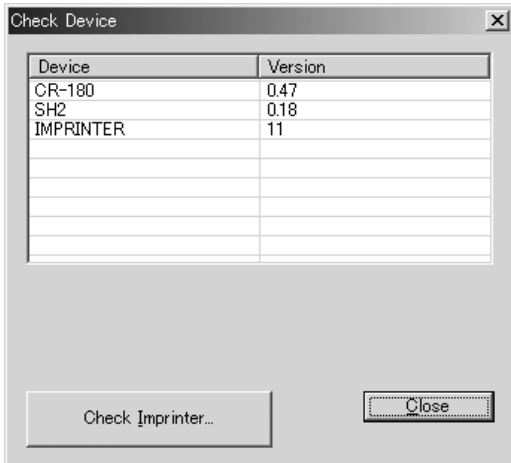 Check Device
Device Version
CR-180 0.47
SH2 0.18
IMPRINTER 11
Check Imprinter... Close